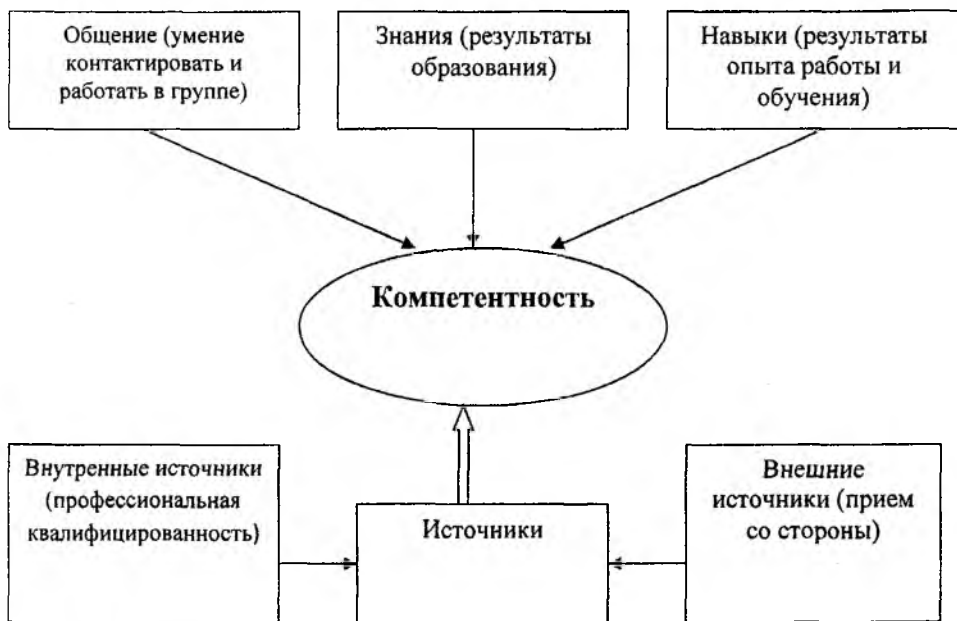 Общение (умение
контактировать и
работать в группе)
Знания (результаты
образования)
Навыки (результаты
опыта работы и
обучения)
Компетентность
Внутренные источники
(профессиональная
квалифицированность)
Источники
Внешние
источники (прием
со стороны)